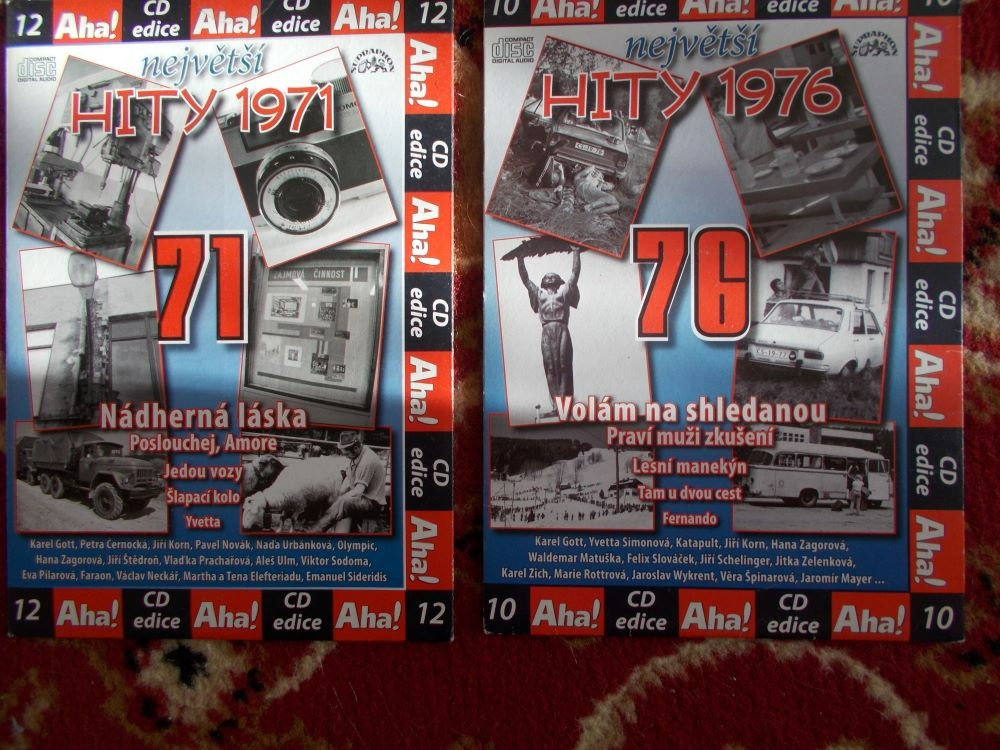 12 Aha! CD edice Aha! CD edice Aha! 12
COMPACT disc DIGITAL AUDIO
největší
SUPRAPHON
HITY 1971
71
ZÁJMOVÁ ČINNOST
Nádherná láska
Poslouchej, Amore
Jedou vozy
Šlapací kolo
Yvetta
Karel Gott, Petra Černocká, Jiří Korn, Pavel Novák, Naďa Urbánková, Olympic,
Hana Zagorová, Jiří Štědroň, Vlaďka Prachařová, Aleš Ulm, Viktor Sodoma,
Eva Pilarová, Faraon, Václav Neckář, Martha a Tena Elefteriadu, Emanuel Sideridis
Aha! CD edice Aha! CD edice Aha! CD edice Aha!
12 Aha! CD edice Aha! CD edice Aha! 12
10 Aha! CD edice Aha! CD edice Aha! 10
COMPACT disc DIGITAL AUDIO
největší
SUPRAPHON
HITY 1976
76
Volám na shledanou
Praví muži zkušení
Lesní manekýn
Tam u dvou cest
Fernando
Karel Gott, Yvetta Simonová, Katapult, Jiří Korn, Hana Zagorová,
Waldemar Matuška, Felix Slováček, Jiří Schelinger, Jitka Zelenková,
Karel Zich, Marie Rottrová, Jaroslav Wykrent, Věra Špinarová, Jaromír Mayer ...
Aha! CD edice Aha! CD edice Aha! CD edice Aha!
10 Aha! CD edice Aha! CD edice Aha! 10